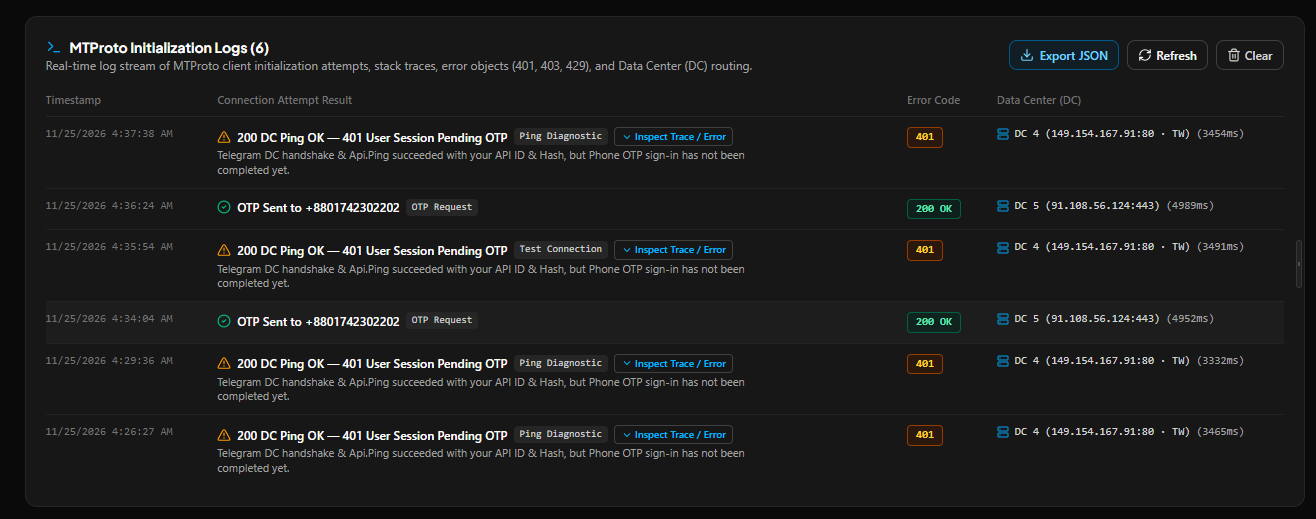 MTProto Initialization Logs (6)
Real-time log stream of MTProto client initialization attempts, stack traces, error objects (401, 403, 429), and Data Center (DC) routing.
Export JSON
Refresh
Clear
Timestamp Connection Attempt Result Error Code Data Center (DC)
11/25/2026 4:37:38 AM 200 DC Ping OK — 401 User Session Pending OTP Ping Diagnostic Inspect Trace / Error 401 DC 4 (149.154.167.91:80 · TW) (3454ms)
Telegram DC handshake & Api.Ping succeeded with your API ID & Hash, but Phone OTP sign-in has not been
completed yet.
11/25/2026 4:36:24 AM OTP Sent to +8801742302202 OTP Request 200 OK DC 5 (91.108.56.124:443) (4989ms)
11/25/2026 4:35:54 AM 200 DC Ping OK — 401 User Session Pending OTP Test Connection Inspect Trace / Error 401 DC 4 (149.154.167.91:80 · TW) (3491ms)
Telegram DC handshake & Api.Ping succeeded with your API ID & Hash, but Phone OTP sign-in has not been
completed yet.
11/25/2026 4:34:04 AM OTP Sent to +8801742302202 OTP Request 200 OK DC 5 (91.108.56.124:443) (4952ms)
11/25/2026 4:29:36 AM 200 DC Ping OK — 401 User Session Pending OTP Ping Diagnostic Inspect Trace / Error 401 DC 4 (149.154.167.91:80 · TW) (3332ms)
Telegram DC handshake & Api.Ping succeeded with your API ID & Hash, but Phone OTP sign-in has not been
completed yet.
11/25/2026 4:26:27 AM 200 DC Ping OK — 401 User Session Pending OTP Ping Diagnostic Inspect Trace / Error 401 DC 4 (149.154.167.91:80 · TW) (3465ms)
Telegram DC handshake & Api.Ping succeeded with your API ID & Hash, but Phone OTP sign-in has not been
completed yet.